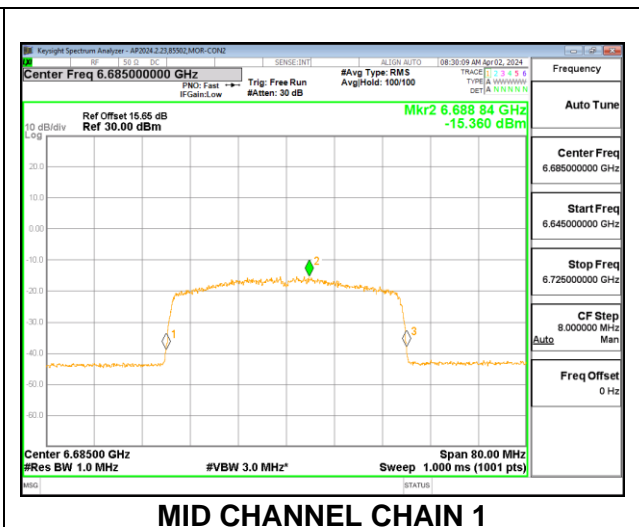 Keysight Spectrum Analyzer - AP2024.2.23,85502,MOR-CON2
RF 50 Ω DC SENSE:INT ALIGN AUTO 08:30:09 AM Apr 02, 2024
Center Freq 6.685000000 GHz
PNO: Fast
IFGain:Low
Trig: Free Run
#Atten: 30 dB
#Avg Type: RMS
Avg|Hold: 100/100
TRACE 1 2 3 4 5 6
TYPE A WWWWW
DET A N N N N N
Frequency
Auto Tune
Center Freq
6.685000000 GHz
Start Freq
6.645000000 GHz
Stop Freq
6.725000000 GHz
CF Step
8.000000 MHz
Auto Man
Freq Offset
0 Hz
Mkr2 6.688 84 GHz
-15.360 dBm
Ref Offset 15.65 dB
10 dB/div Ref 30.00 dBm
Log
20.0
10.0
0.00
-10.0
-20.0
-30.0
-40.0
-50.0
-60.0
2
1
3
Center 6.68500 GHz Span 80.00 MHz
#Res BW 1.0 MHz #VBW 3.0 MHz* Sweep 1.000 ms (1001 pts)
MSG STATUS
MID CHANNEL CHAIN 1